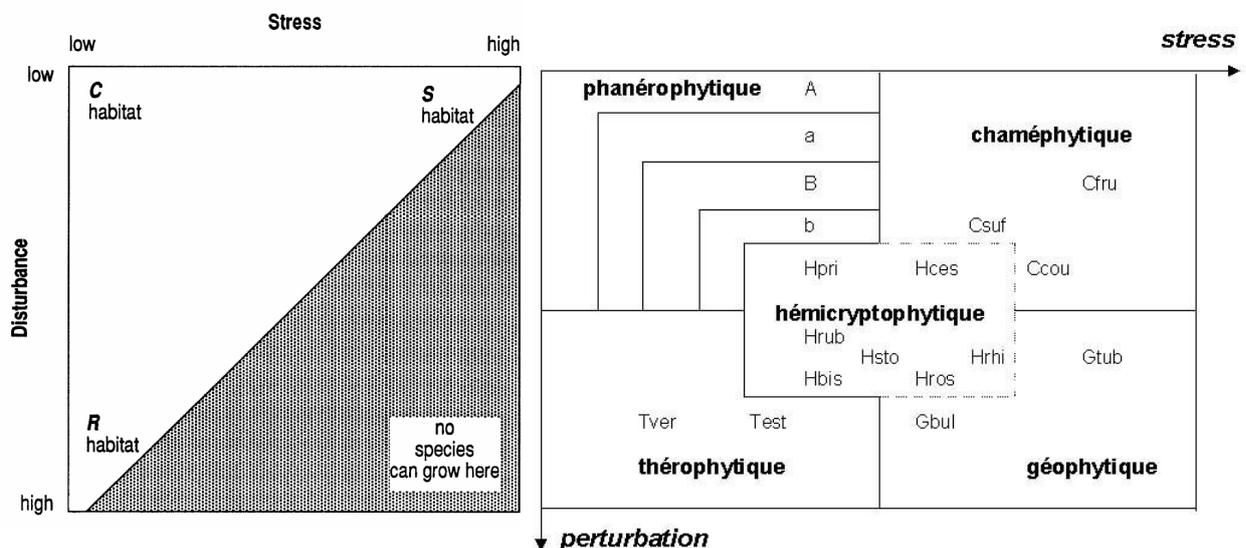 Stress
low high
low
C
habitat
S
habitat
Disturbance
R
habitat
no
species
can grow here
high
stress
phanérophytique A
a
chaméphytique
B
Cfru
b
Csuf
Hpri Hces Ccou
hémicryptophytique
Hrub
Hsto Hrhi Gtub
Hbis Hros
Tver Test Gbul
thérophytique géophytique
perturbation